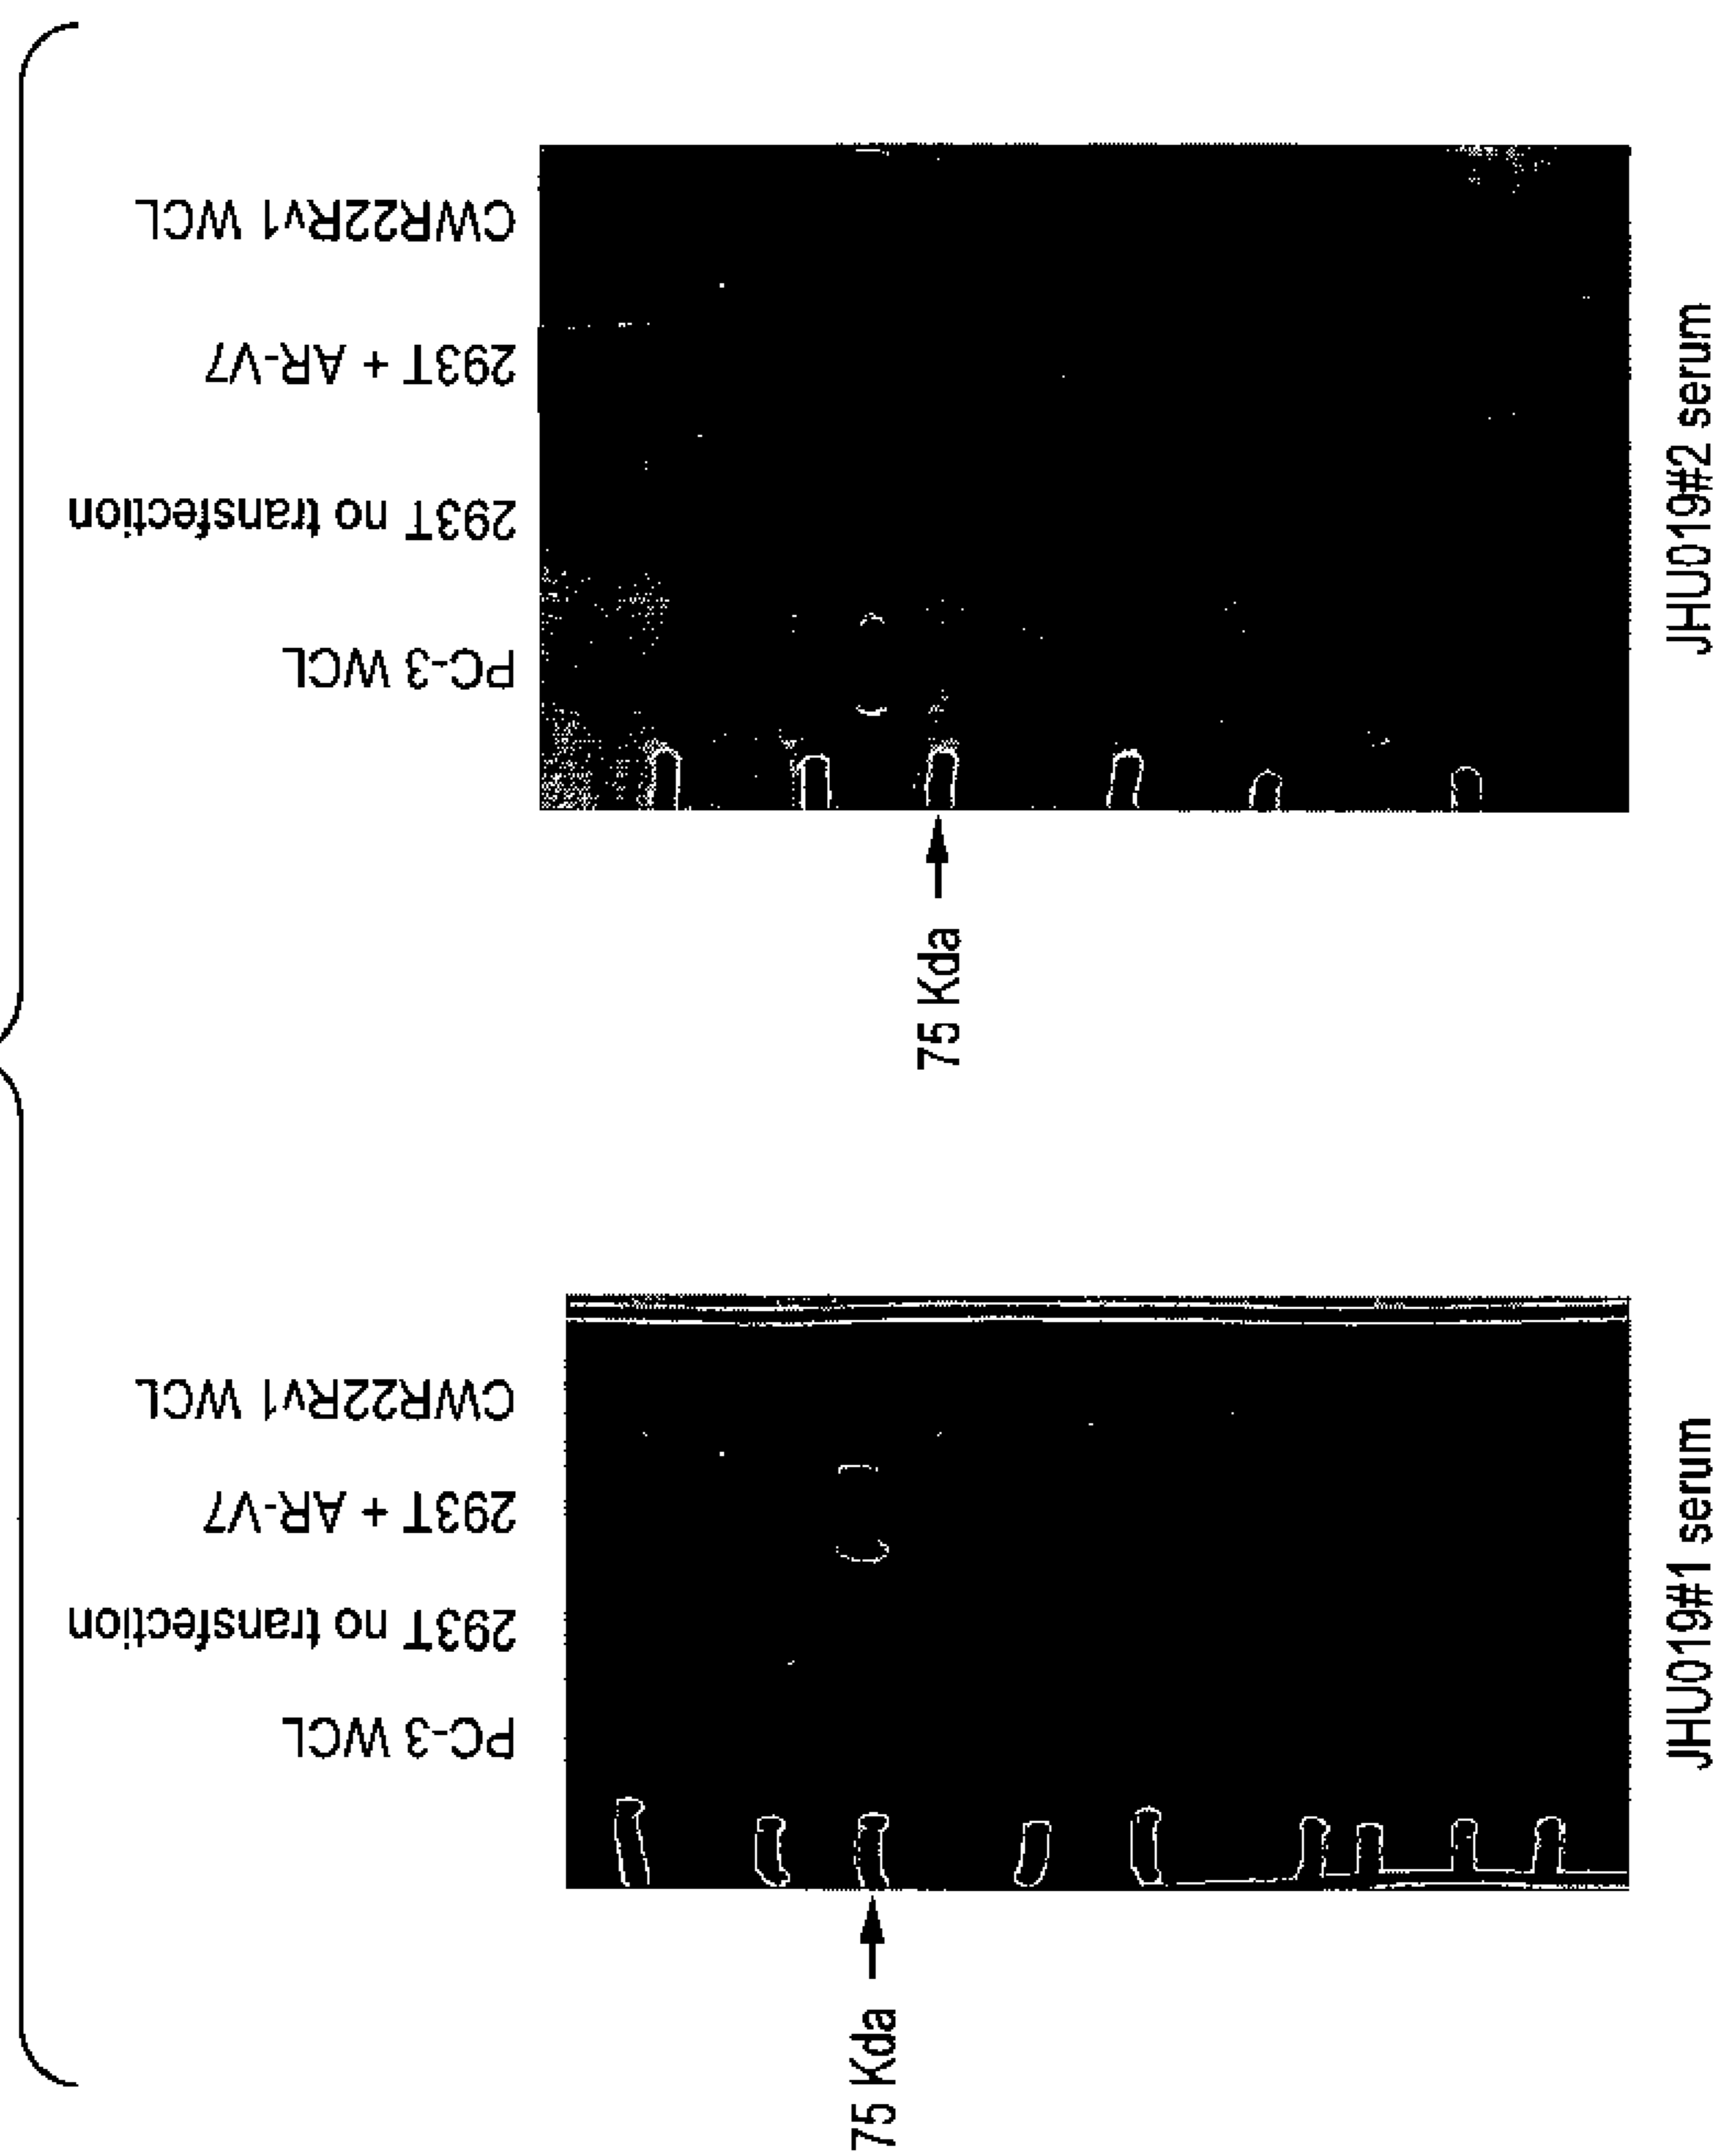 PC-3 WCL
293T no transfection
293T + AR-V7
CWR22Rv1 WCL
75 Kda
JHU019#1 serum
PC-3 WCL
293T no transfection
293T + AR-V7
CWR22Rv1 WCL
75 Kda
JHU019#2 serum